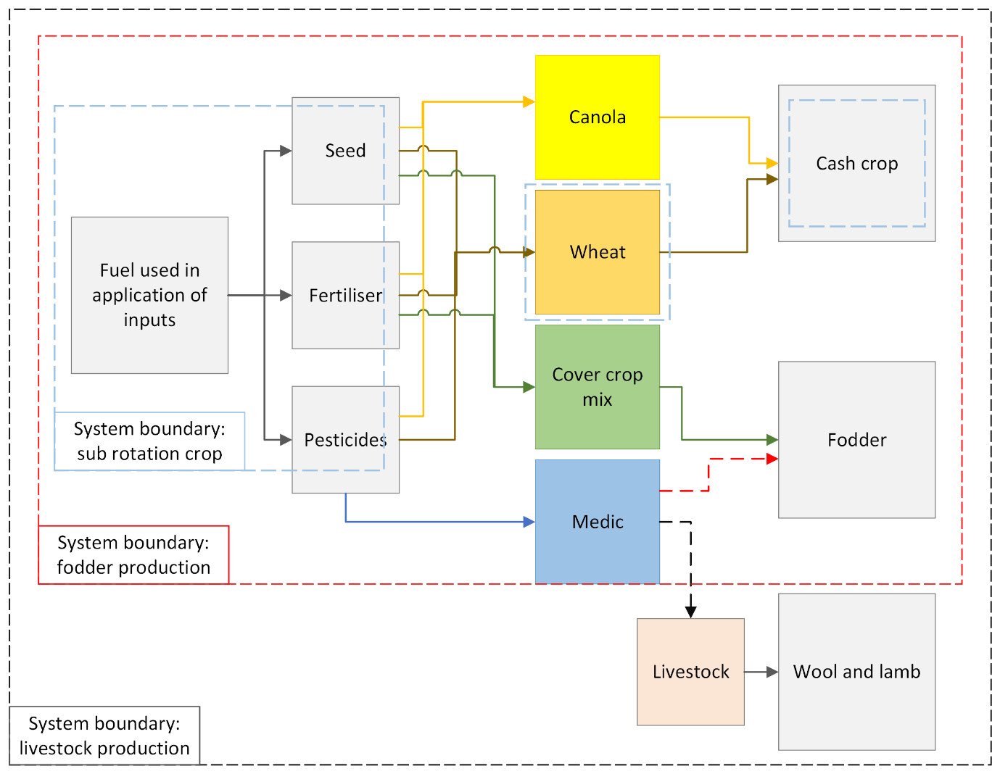 Canola
Seed
Cash crop
Wheat
Fuel used in
application of
inputs
Fertiliser
Cover crop
mix
System boundary:
sub rotation crop
Pesticides
Fodder
Medic
System boundary:
fodder production
Livestock
Wool and lamb
System boundary:
livestock production